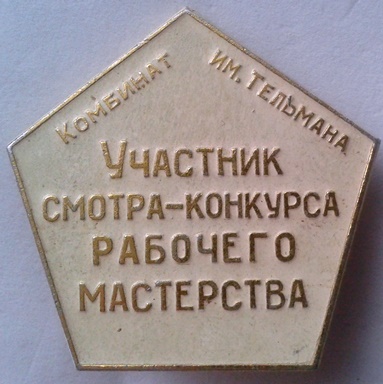 Комбинат им. Тельмана
Участник
смотра-конкурса
рабочего
мастерства